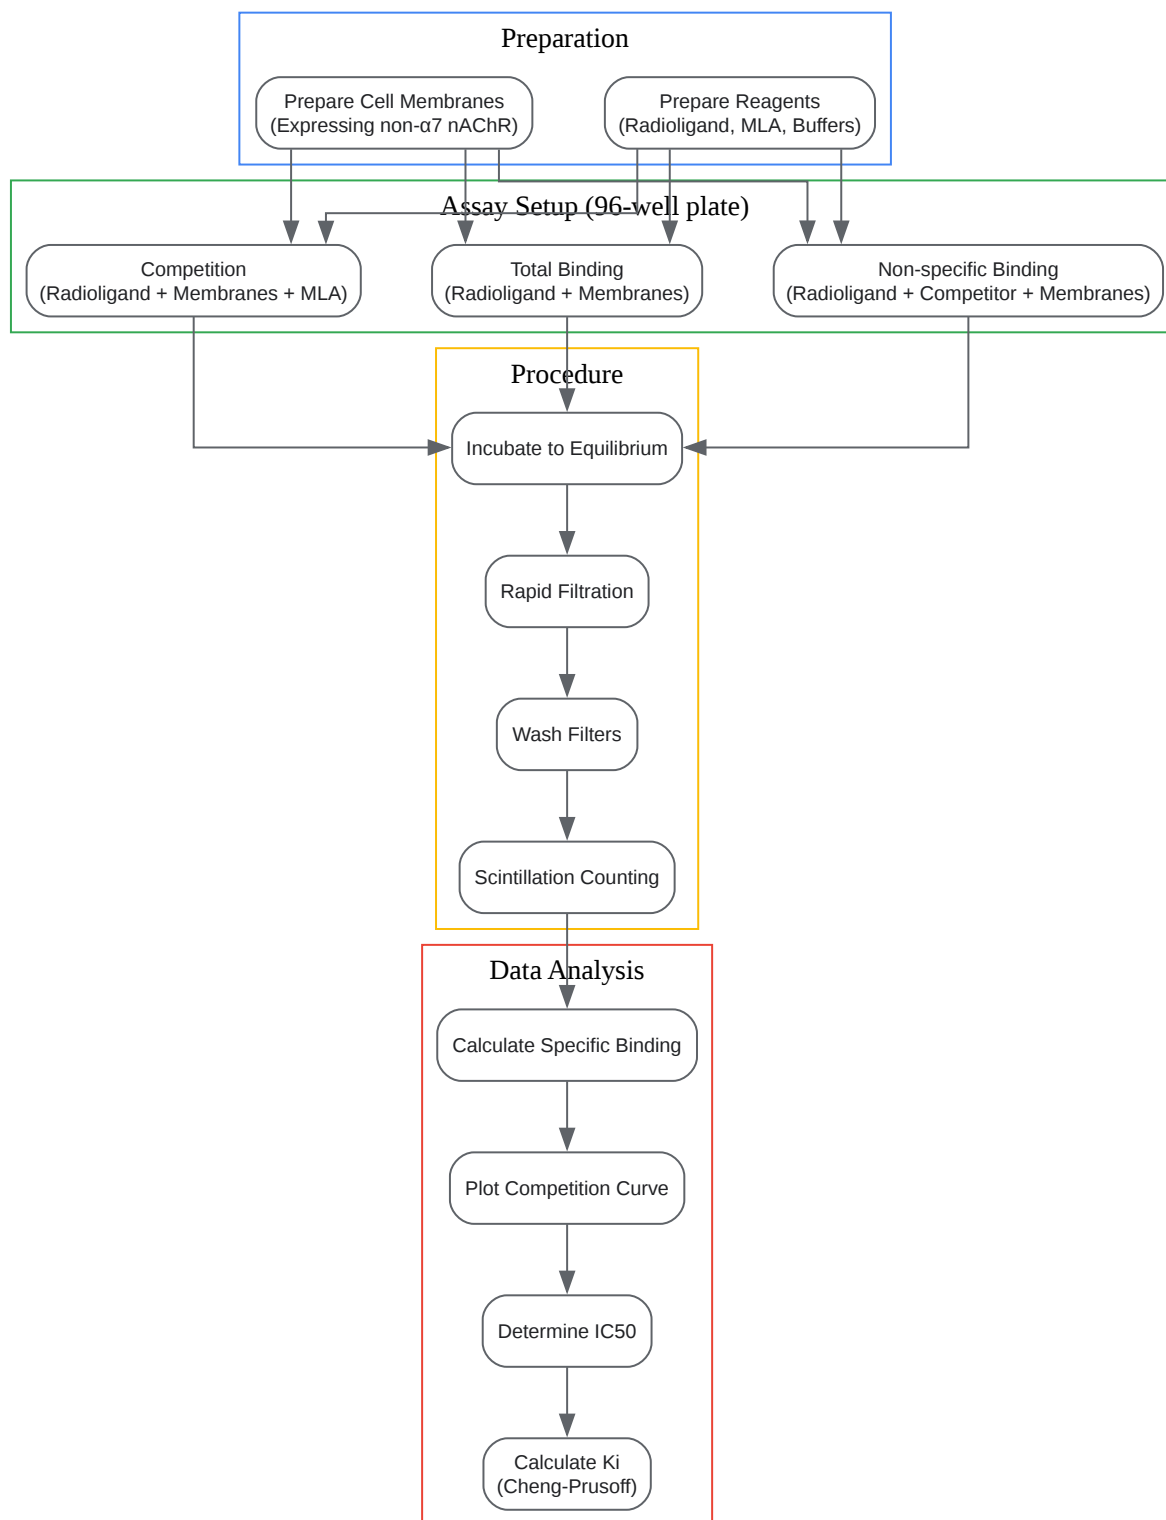 Preparation
Prepare Cell Membranes
(Expressing non-α7 nAChR)
Prepare Reagents
(Radioligand, MLA, Buffers)
Assay Setup (96-well plate)
Competition
(Radioligand + Membranes + MLA)
Total Binding
(Radioligand + Membranes)
Non-specific Binding
(Radioligand + Competitor + Membranes)
Procedure
Incubate to Equilibrium
Rapid Filtration
Wash Filters
Scintillation Counting
Data Analysis
Calculate Specific Binding
Plot Competition Curve
Determine IC50
Calculate Ki
(Cheng-Prusoff)